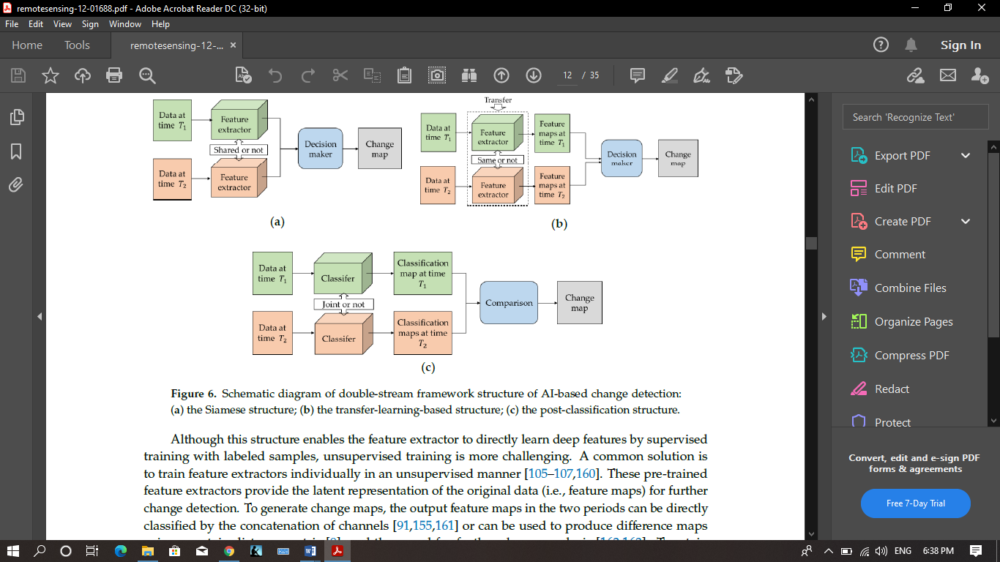 remotesensing-12-01688.pdf - Adobe Acrobat Reader DC (32-bit)
File Edit View Sign Window Help
Home Tools remotesensing-12-... × Sign In
12 / 35
Data at time T1
Feature extractor
Shared or not
Data at time T2
Feature extractor
Decision maker
Change map
(a)
Transfer
Data at time T1
Feature extractor
Feature maps at time T1
Same or not
Data at time T2
Feature extractor
Feature maps at time T2
Decision maker
Change map
(b)
Data at time T1
Classifer
Classification map at time T1
Joint or not
Data at time T2
Classifer
Classification maps at time T2
Comparison
Change map
(c)
Figure 6. Schematic diagram of double-stream framework structure of AI-based change detection:
(a) the Siamese structure; (b) the transfer-learning-based structure; (c) the post-classification structure.
Although this structure enables the feature extractor to directly learn deep features by supervised
training with labeled samples, unsupervised training is more challenging. A common solution is
to train feature extractors individually in an unsupervised manner [105–107,160]. These pre-trained
feature extractors provide the latent representation of the original data (i.e., feature maps) for further
change detection. To generate change maps, the output feature maps in the two periods can be directly
classified by the concatenation of channels [91,155,161] or can be used to produce difference maps
Search 'Recognize Text'
Export PDF
Edit PDF
Create PDF
Comment
Combine Files
Organize Pages
Compress PDF
Redact
Protect
Convert, edit and e-sign PDF
forms & agreements
Free 7-Day Trial
ENG 6:38 PM